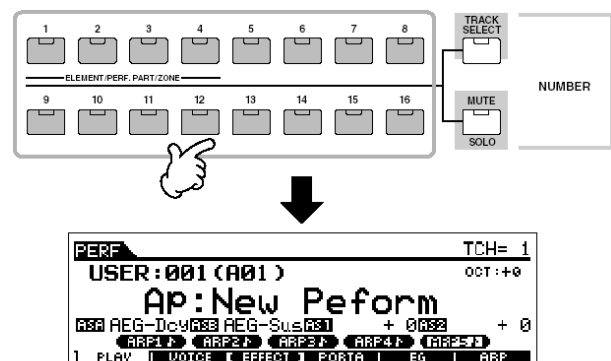 1 2 3 4 5 6 7 8
TRACK SELECT
ELEMENT/PERF. PART/ZONE
NUMBER
9 10 11 12 13 14 15 16
MUTE
SOLO
PERF TCH= 1
USER:001(A01) OCT:+0
Ap:New Peform
ASA AEG-Dcy ASB AEG-Sus AS1 + 0 AS2 + 0
ARP1 ARP2 ARP3 ARP4 ARP5
PLAY VOICE EFFECT PORTA EG ARP